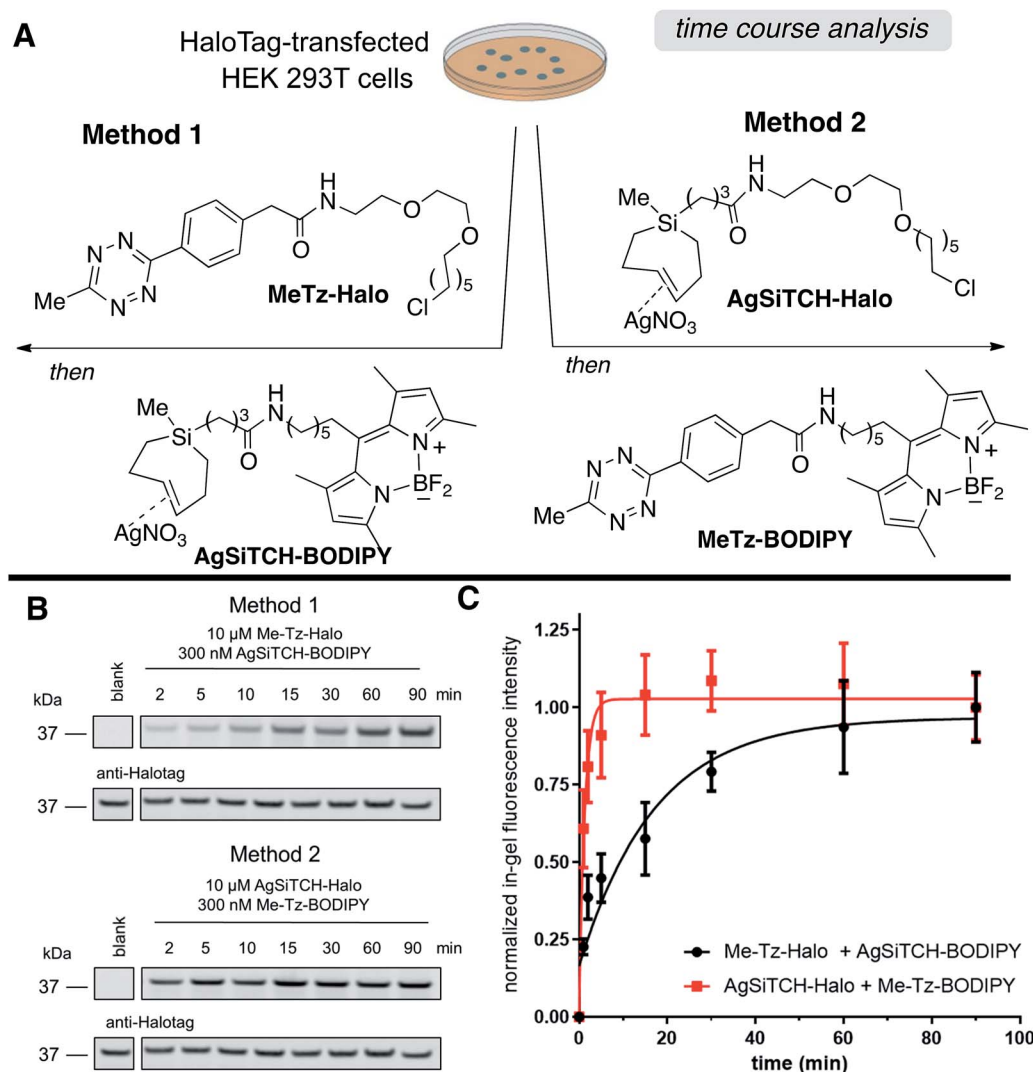 A
HaloTag-transfected
HEK 293T cells
time course analysis
Method 1
Method 2
H
N
O
O
O
N
N
N
N
Me
( )5
Cl
MeTz-Halo
Me
Si
( )3
H
N
O
O
O
( )5
Cl
AgNO3
AgSiTCH-Halo
then
then
Me
Si
( )3
H
N
O
( )5
N
+
BF2
−
N
AgNO3
AgSiTCH-BODIPY
H
N
O
( )5
N
N
N
N
Me
N
+
BF2
−
N
MeTz-BODIPY
B
Method 1
10 µM Me-Tz-Halo
300 nM AgSiTCH-BODIPY
blank
2 5 10 15 30 60 90 min
kDa
37
anti-Halotag
37
Method 2
10 µM AgSiTCH-Halo
300 nM Me-Tz-BODIPY
blank
2 5 10 15 30 60 90 min
kDa
37
anti-Halotag
37
C
normalized in-gel fluorescence intensity
1.25
1.00
0.75
0.50
0.25
0.00
Me-Tz-Halo + AgSiTCH-BODIPY
AgSiTCH-Halo + Me-Tz-BODIPY
0 20 40 60 80 100
time (min)